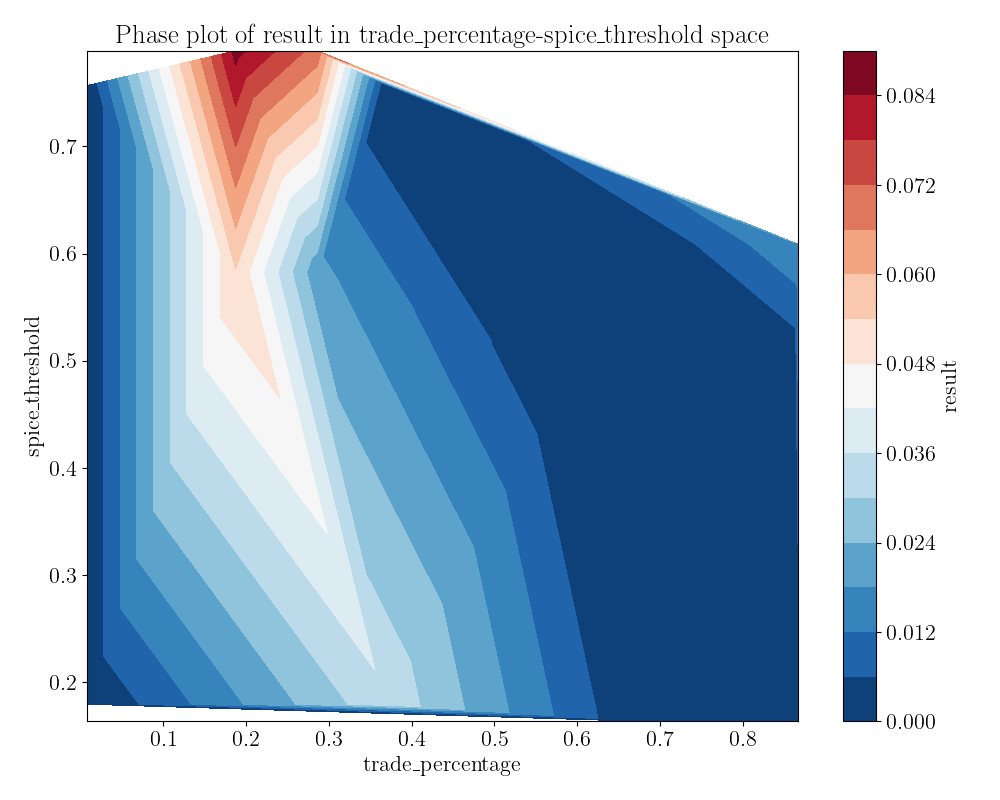 Phase plot of result in trade_percentage-spice_threshold space
spice_threshold
0.7
0.6
0.5
0.4
0.3
0.2
0.1 0.2 0.3 0.4 0.5 0.6 0.7 0.8
trade_percentage
0.084
0.072
0.060
0.048
0.036
0.024
0.012
0.000
result